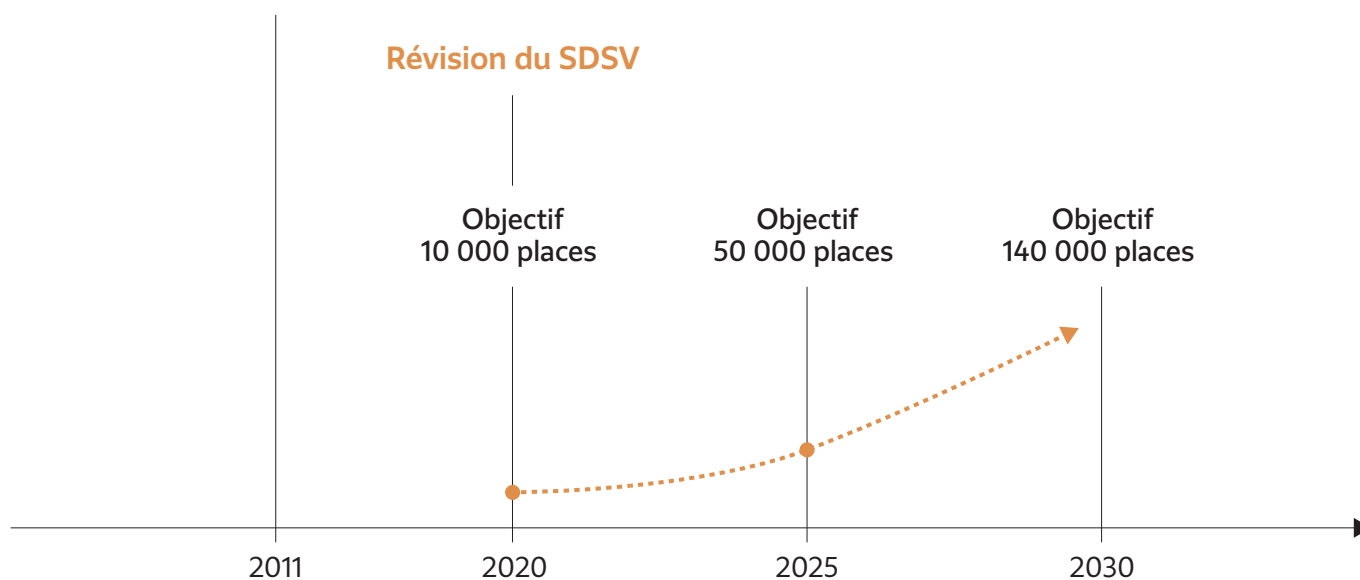 Révision du SDSV
Objectif
10 000 places
Objectif
50 000 places
Objectif
140 000 places
2011
2020
2025
2030